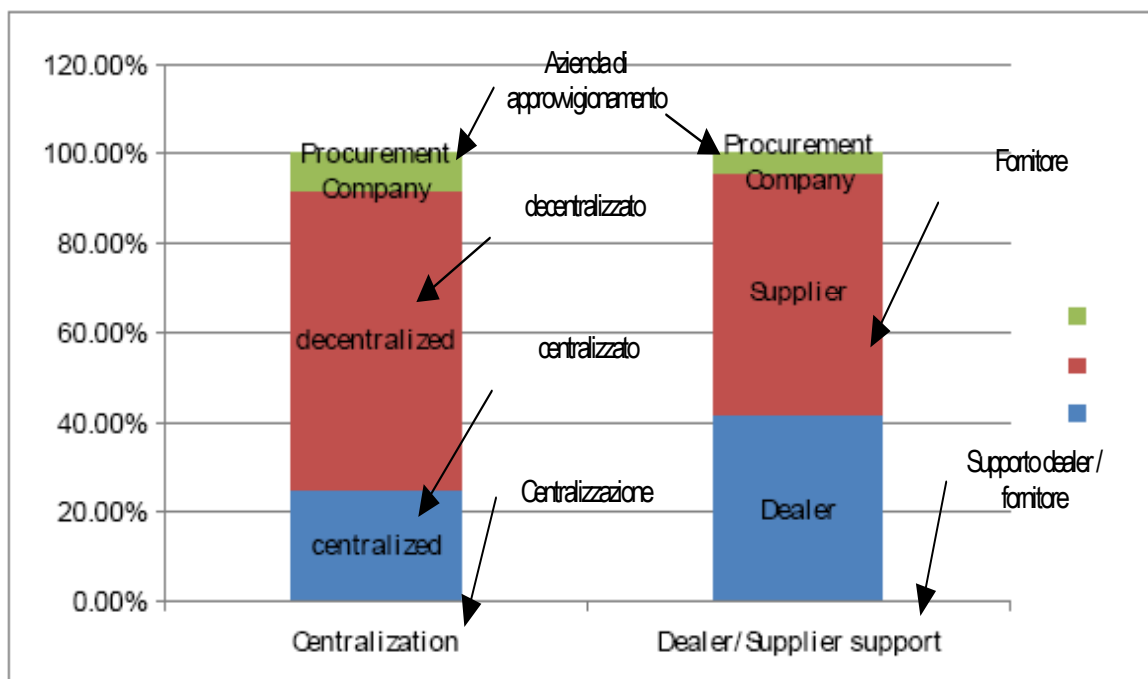 120.00%
100.00%
80.00%
60.00%
40.00%
20.00%
0.00%
Azienda di
approvvigionamento
Procurement
Company
decentralizzato
decentralized
centralizzato
centralized
Centralizzazione
Centralization
Procurement
Company
Fornitore
Supplier
Dealer
Supporto dealer /
fornitore
Dealer/Supplier support